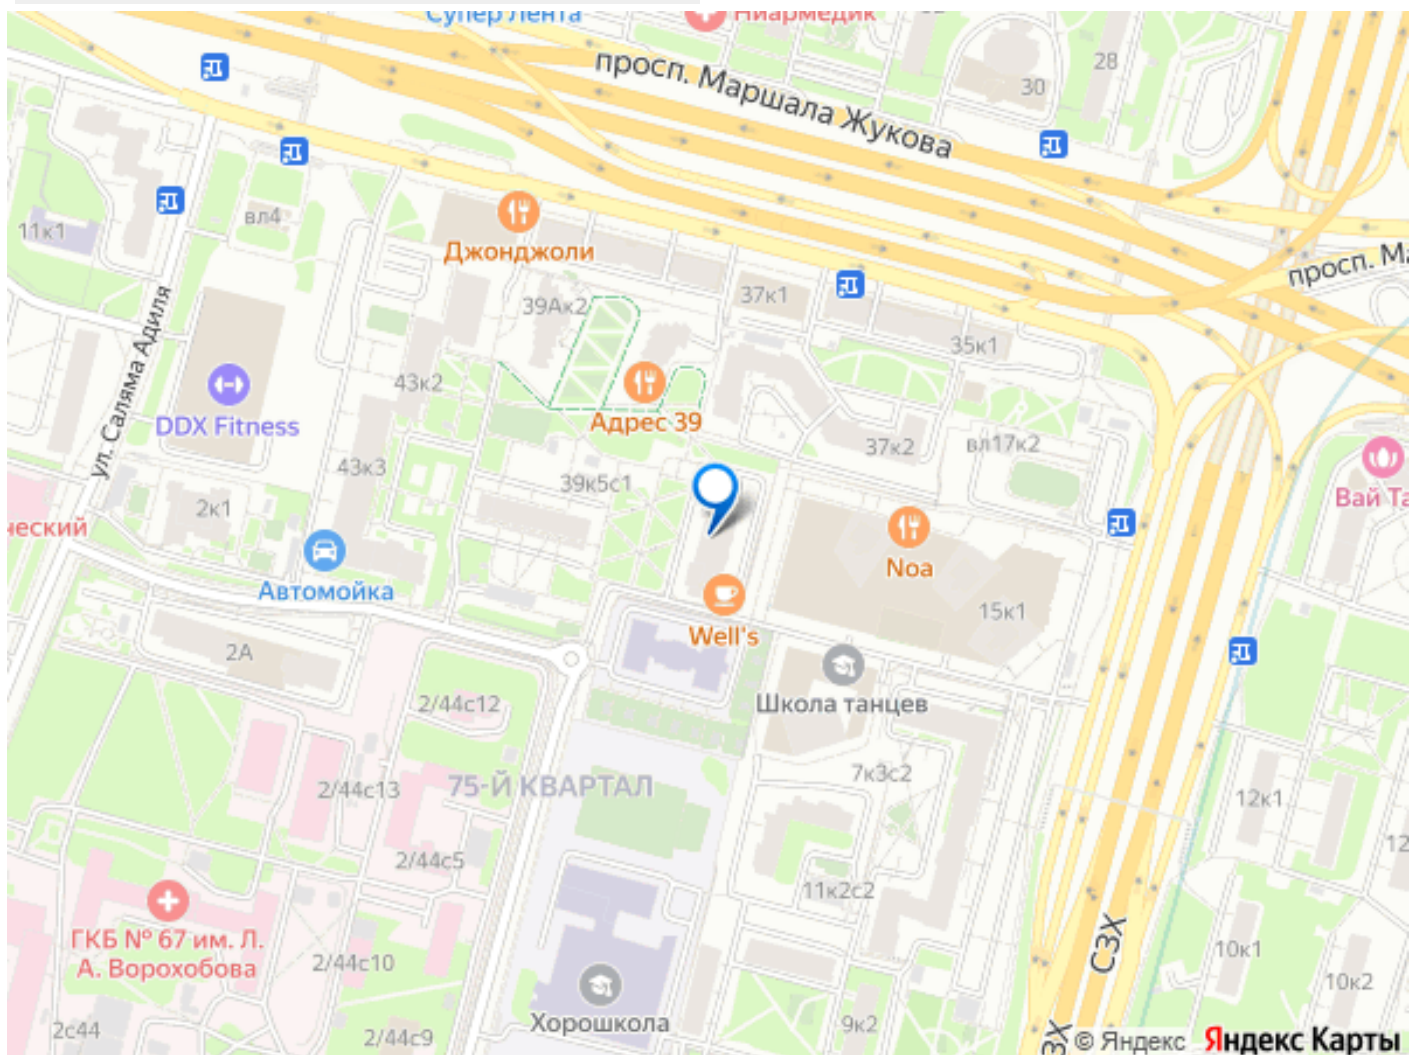 Супер Лента
Ниармедик
просп. Маршала Жукова
28
30
вл4
11к1
Джонджоли
просп. Ма
39Ак2
37к1
35к1
ул. Саляма Адиля
43к2
DDX Fitness
Адрес 39
37к2
вл17к2
43к3
39к5с1
Вай Та
2к1
ческий
Автомойка
Noa
15к1
Well's
2А
2/44с12
Школа танцев
7к3с2
75-Й КВАРТАЛ
2/44с13
12к1
12
2/44с5
11к2с2
ГКБ № 67 им. Л.
А. Ворохобова
2/44с10
СЗХ
10к1
10к2
Хорошкола
2с44
2/44с9
9к2
ЗХ
© Яндекс Яндекс Карты